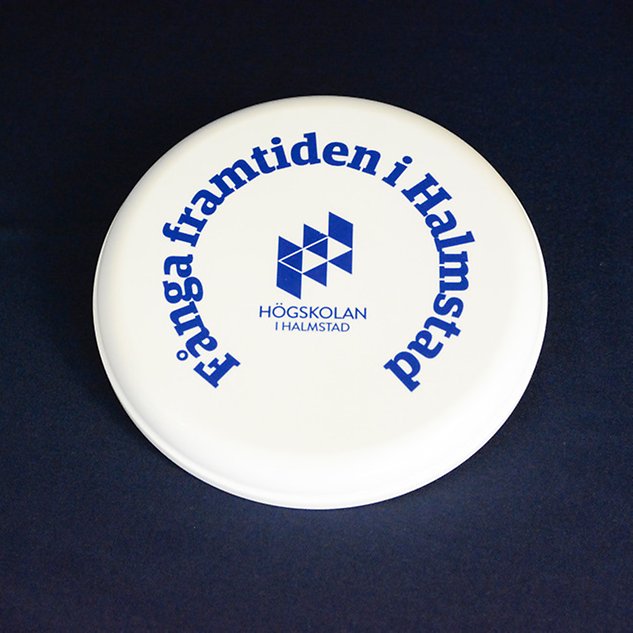 Fånga framtiden i Halmstad
HÖGSKOLAN
I HALMSTAD